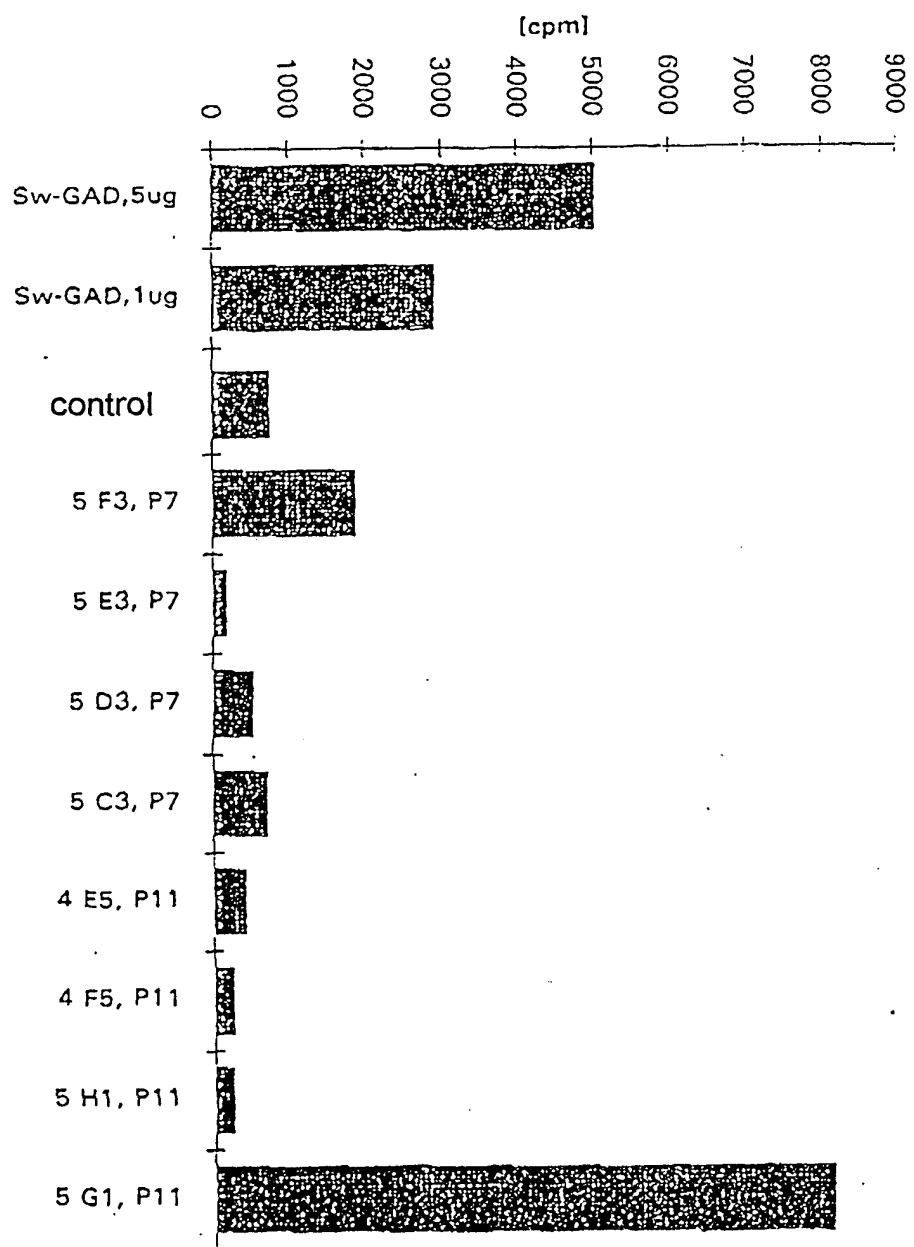 [cpm]
0
1000
2000
3000
4000
5000
6000
7000
8000
9000
Sw-GAD,5ug
Sw-GAD,1ug
control
5 F3, P7
5 E3, P7
5 D3, P7
5 C3, P7
4 E5, P11
4 F5, P11
5 H1, P11
5 G1, P11